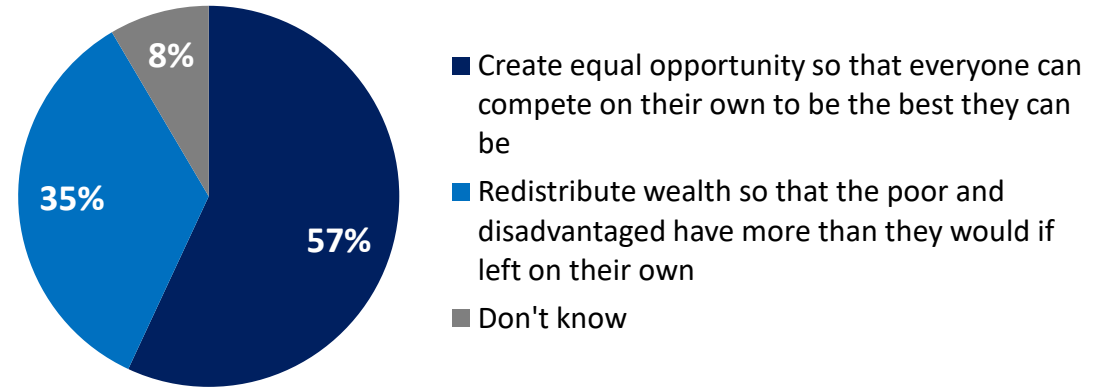 8%
35%
57%
Create equal opportunity so that everyone can
compete on their own to be the best they can
be
Redistribute wealth so that the poor and
disadvantaged have more than they would if
left on their own
Don't know